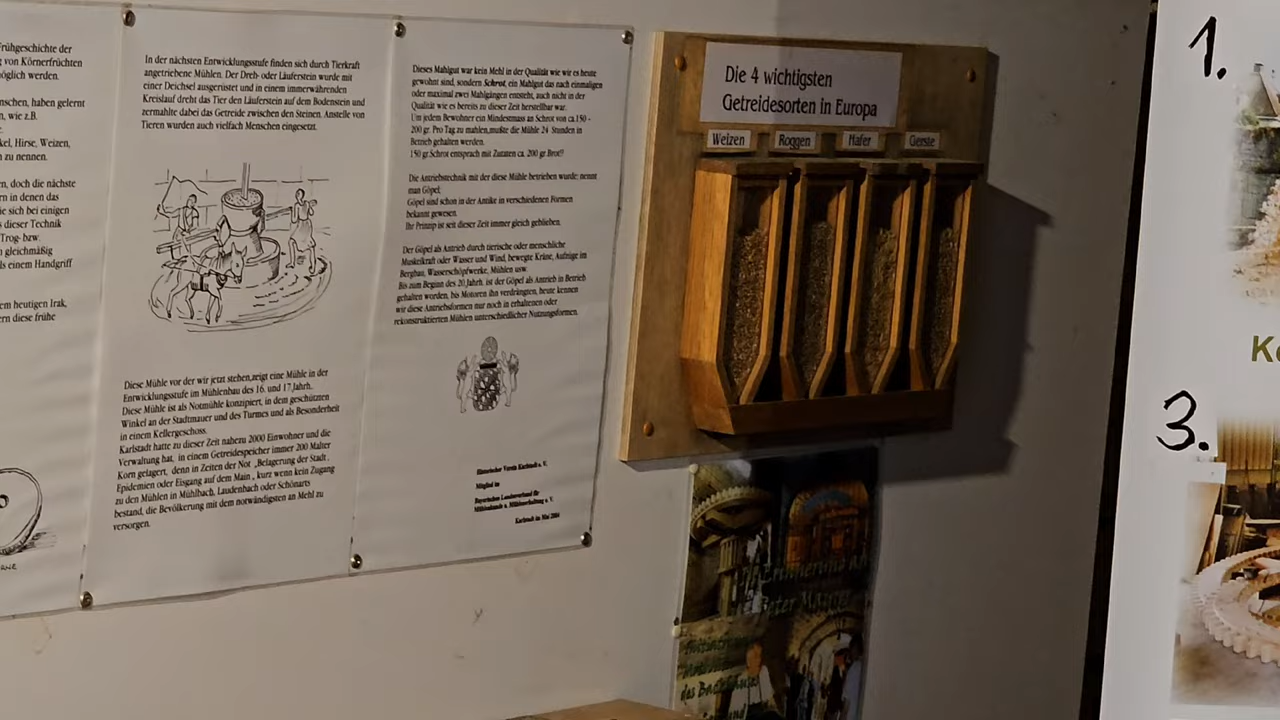 Frühgeschichte der
von Körnerfrüchten
möglich werden.
nschen, haben gelernt
n, wie z.B.
kel, Hirse, Weizen,
zu nennen.
n, doch die nächste
rn in denen das
ie sich bei einigen
s dieser Technik
Trog- bzw.
gleichmäßig
ls einem Handgriff
em heutigen Irak,
ern diese frühe
In der nächsten Entwicklungsstufe finden sich durch Tierkraft
angetriebene Mühlen. Der Dreh- oder Läuferstein wurde mit
einer Deichsel ausgerüstet und in einem immerwährenden
Kreislauf dreht das Tier den Läuferstein auf dem Bodenstein und
zermahlte dabei das Getreide zwischen den Steinen. Anstelle von
Tieren wurden auch vielfach Menschen eingesetzt.
Diese Mühle vor der wir jetzt stehen,zeigt eine Mühle in der
Entwicklungsstufe im Mühlenbau des 16. und 17.Jahrh.
Diese Mühle ist als Notmühle konzipiert, in dem geschützten
Winkel an der Stadtmauer und des Turmes und als Besonderheit
in einem Kellergeschoss.
Karlstadt hatte zu dieser Zeit nahezu 2000 Einwohner und die
Verwaltung hat, in einem Getreidespeicher immer 200 Malter
Korn gelagert, denn in Zeiten der Not „Belagerung der Stadt,
Epidemien oder Eisgang auf dem Main, kurz wenn kein Zugang
zu den Mühlen in Mühlbach, Laudenbach oder Schönarts
bestand, die Bevölkerung mit dem notwendigsten an Mehl zu
versorgen.
Dieses Mahlgut war kein Mehl in der Qualität wie wir es heute
gewohnt sind, sondern Schrot, ein Mahlgut das nach einmaligen
oder maximal zwei Mahlgängen entsteht, auch nicht in der
Qualität wie es bereits zu dieser Zeit herstellbar war.
Um jedem Bewohner ein Mindestmass an Schrot von ca.150 -
200 gr. Pro Tag zu mahlen,mußte die Mühle 24 Stunden in
Betrieb gehalten werden.
150 gr.Schrot entsprach mit Zutaten ca. 200 gr.Brot!!
Die Antriebstechnik mit der diese Mühle betrieben wurde; nennt
man Göpel.
Göpel sind schon in der Antike in verschiedenen Formen
bekannt gewesen.
Ihr Prinzip ist seit dieser Zeit immer gleich geblieben.
Der Göpel als Antrieb durch tierische oder menschliche
Muskelkraft oder Wasser und Wind, bewegte Kräne, Aufzüge im
Bergbau, Wasserschöpfwerke, Mühlen usw.
Bis zum Beginn des 20.Jahrh. ist der Göpel als Antrieb in Betrieb
gehalten worden, bis Motoren ihn verdrängten, heute kennen
wir diese Antriebsformen nur noch in erhaltenen oder
rekonstruierten Mühlen unterschiedlicher Nutzungsformen.
Historischer Verein Karlstadt e. V.
Mitglied im
Bayerischen Landesverband für
Mühlenkunde u. Mühlenerhaltung e. V.
Karlstadt im Mai 2004
Die 4 wichtigsten
Getreidesorten in Europa
Weizen Roggen Hafer Gerste
Erinnerung an
Peter
des
1.
3.